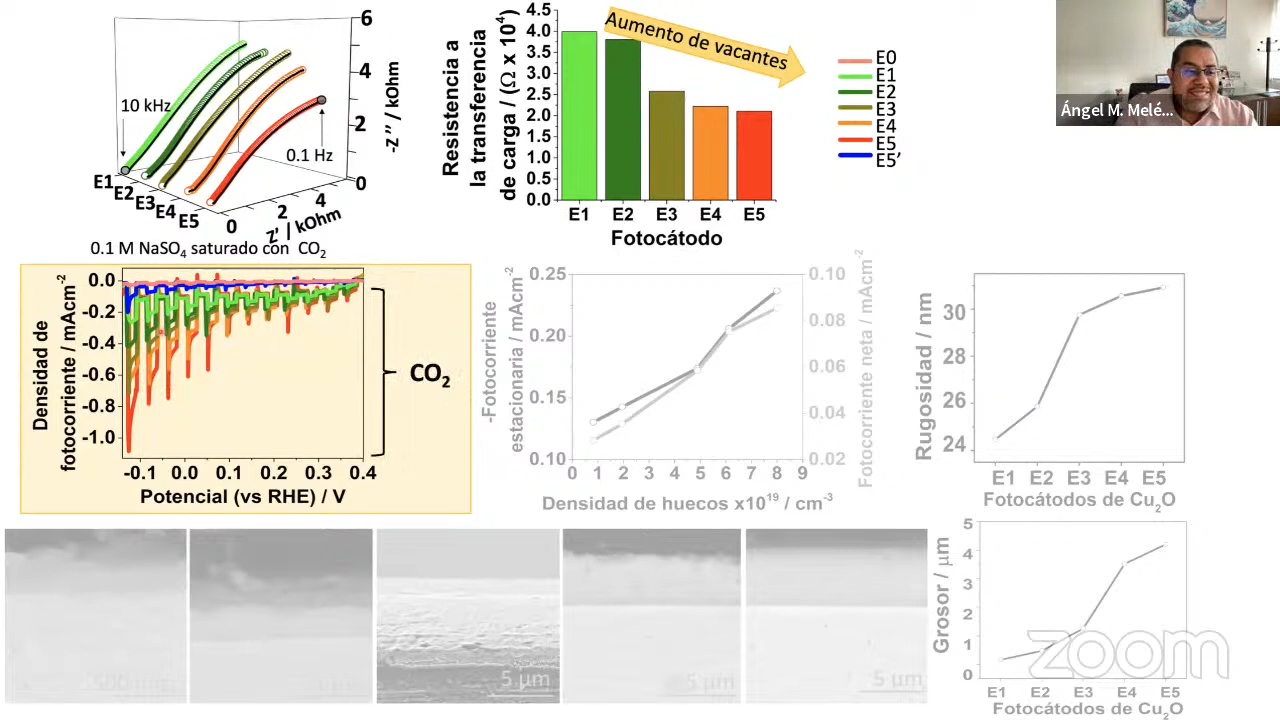 6
4
2
0
-Z'' / kOhm
10 kHz
0.1 Hz
E1
E2
E3
E4
E5
0
2
4
Z' / kOhm
0.1 M NaSO₄ saturado con CO₂
Resistencia a
la transferencia
de carga / (Ω x 10⁴)
4.5
4.0
3.5
3.0
2.5
2.0
1.5
1.0
0.5
0.0
Aumento de vacantes
E1 E2 E3 E4 E5
Fotocátodo
E0
E1
E2
E3
E4
E5
E5’
Ángel M. Melé...
Densidad de
fotocorriente / mAcm⁻²
0.0
-0.2
-0.4
-0.6
-0.8
-1.0
-0.1 0.0 0.1 0.2 0.3 0.4
Potencial (vs RHE) / V
CO₂
-Fotocorriente
estacionaria / mAcm⁻²
0.25
0.20
0.15
0.10
0 1 2 3 4 5 6 7 8 9
Densidad de huecos x10¹⁹ / cm⁻³
0.10
0.08
0.06
0.04
0.02
Fotocorriente neta / mAcm⁻²
Rugosidad / nm
30
28
26
24
E1 E2 E3 E4 E5
Fotocátodos de Cu₂O
5 µm
5 µm
5 µm
Grosor / µm
5
4
3
2
1
0
E1 E2 E3 E4 E5
Fotocátodos de Cu₂O
zoom